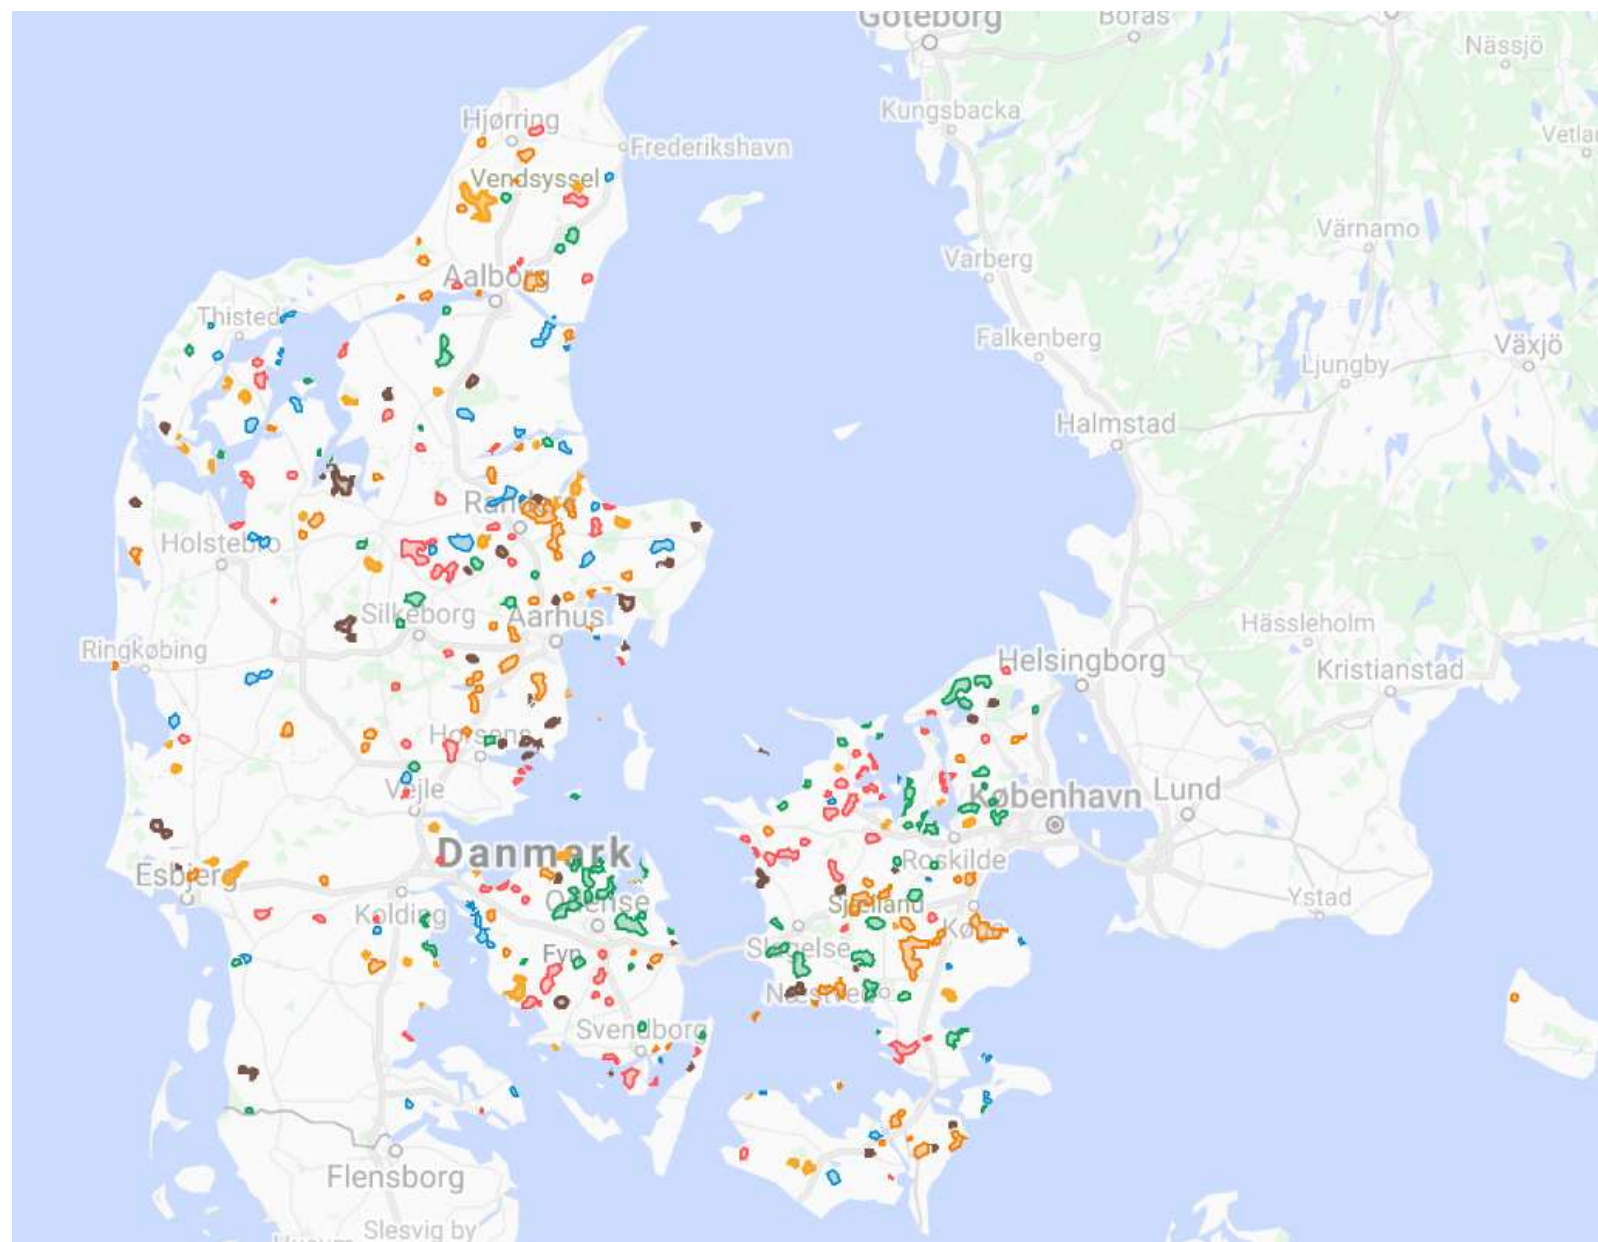 Göteborg
Borås
Nässjö
Kungsbacka
Hjørring
Vetla
Frederikshavn
Vendsyssel
Värnamo
Varberg
Aalborg
Thisted
Falkenberg
Växjö
Ljungby
Halmstad
Randers
Holstebro
Silkeborg
Aarhus
Hässleholm
Ringkøbing
Helsingborg
Kristianstad
Horsens
Vejle
København
Lund
Danmark
Roskilde
Esbjerg
Ystad
Kolding
Odense
Sjælland
Køge
Slagelse
Fyn
Næstved
Svendborg
Flensborg
Slesvig by
Husum